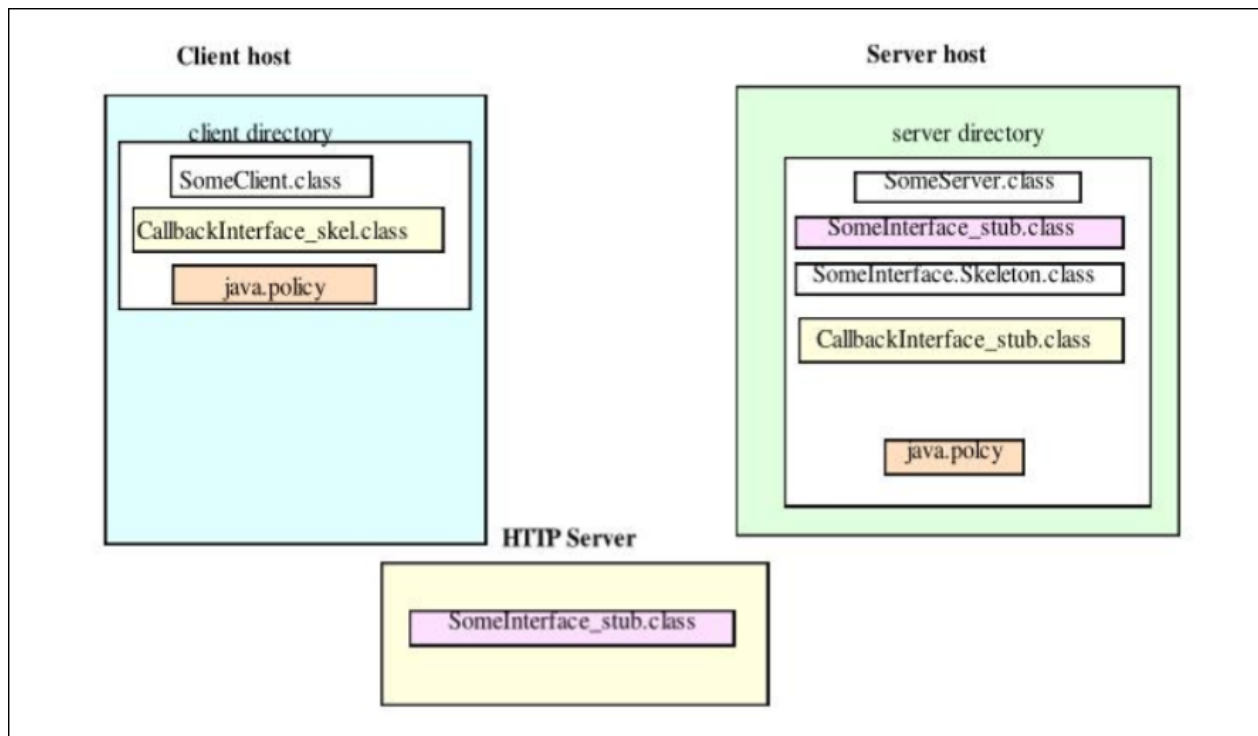 Client host
Server host
client directory
SomeClient.class
CallbackInterface_skel.class
java.policy
server directory
SomeServer.class
SomeInterface_stub.class
SomeInterface.Skeleton.class
CallbackInterface_stub.class
java.polcy
HTTP Server
SomeInterface_stub.class